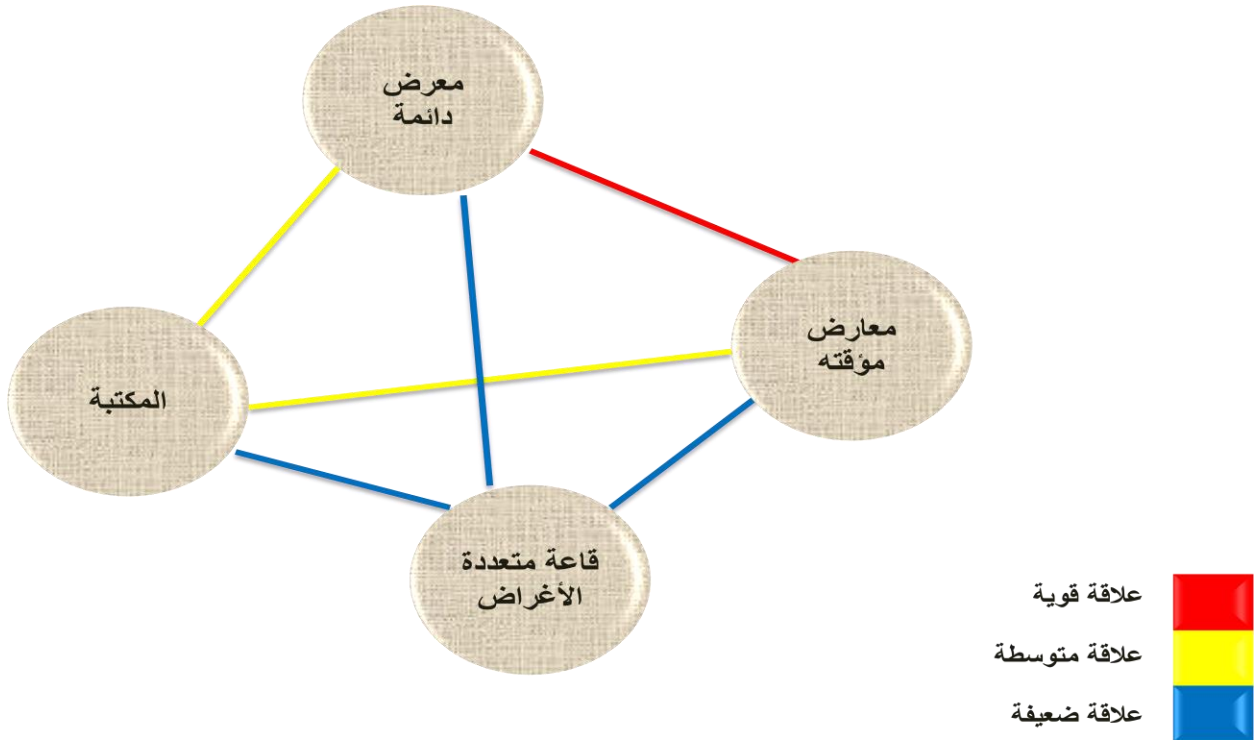 معرض
دائمة
معارض
مؤقته
المكتبة
قاعة متعددة
الأغراض
علاقة قوية
علاقة متوسطة
علاقة ضعيفة